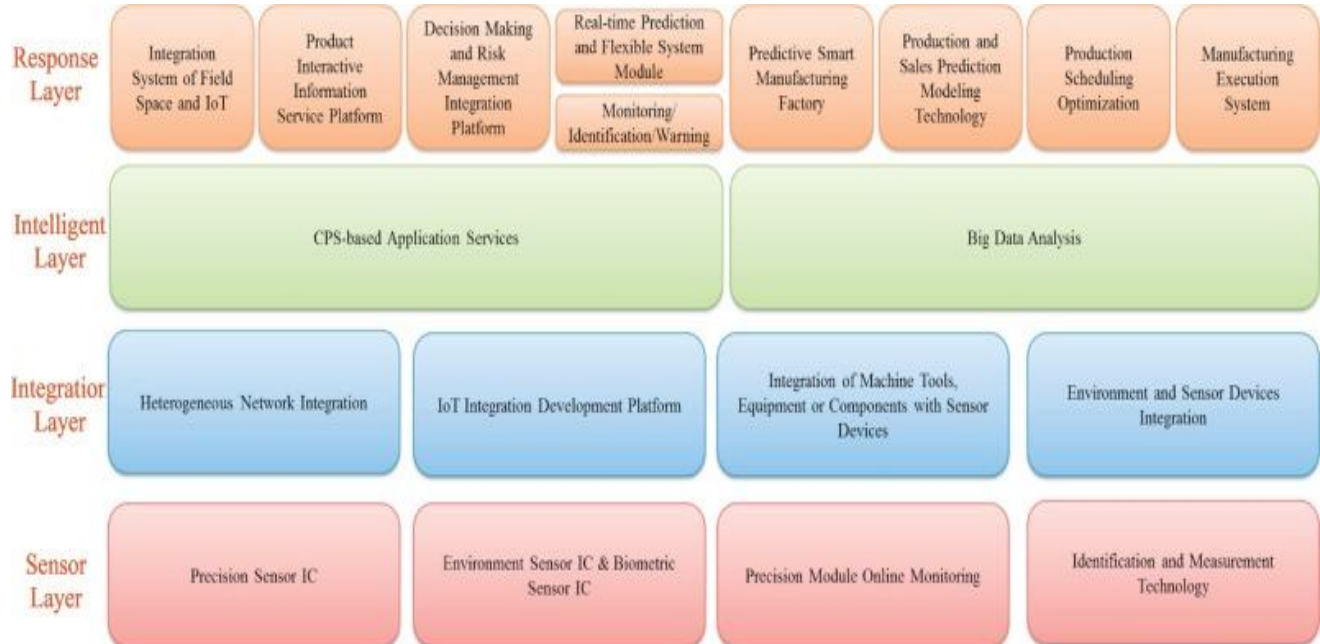 Response
Layer
Integration
System of Field
Space and IoT
Product
Interactive
Information
Service Platform
Decision Making
and Risk
Management
Integration
Platform
Real-time Prediction
and Flexible System
Module
Monitoring/
Identification/Warning
Predictive Smart
Manufacturing
Factory
Production and
Sales Prediction
Modeling
Technology
Production
Scheduling
Optimization
Manufacturing
Execution
System
Intelligent
Layer
CPS-based Application Services
Big Data Analysis
Integratior
Layer
Heterogeneous Network Integration
IoT Integration Development Platform
Integration of Machine Tools,
Equipment or Components with Sensor
Devices
Environment and Sensor Devices
Integration
Sensor
Layer
Precision Sensor IC
Environment Sensor IC & Biometric
Sensor IC
Precision Module Online Monitoring
Identification and Measurement
Technology